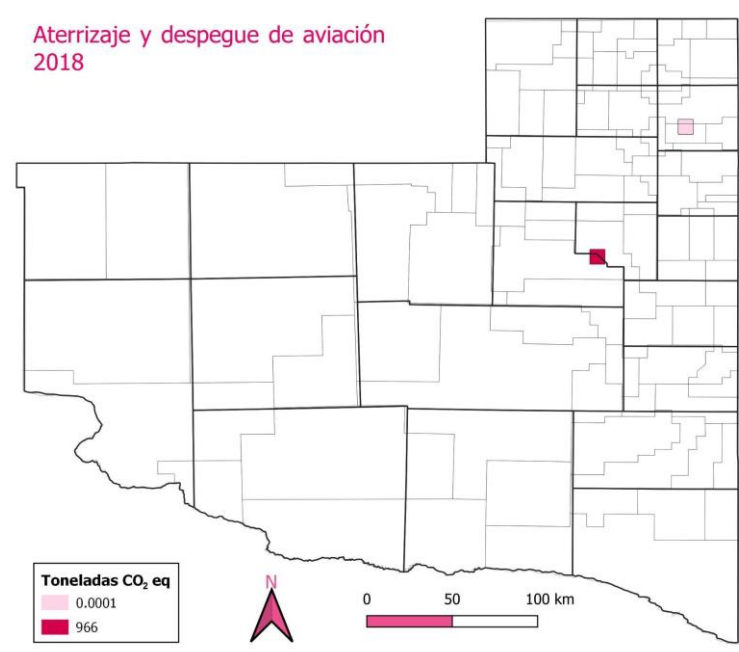 Aterrizaje y despegue de aviación
2018
Toneladas CO₂ eq
0.0001
966
N
0 50 100 km